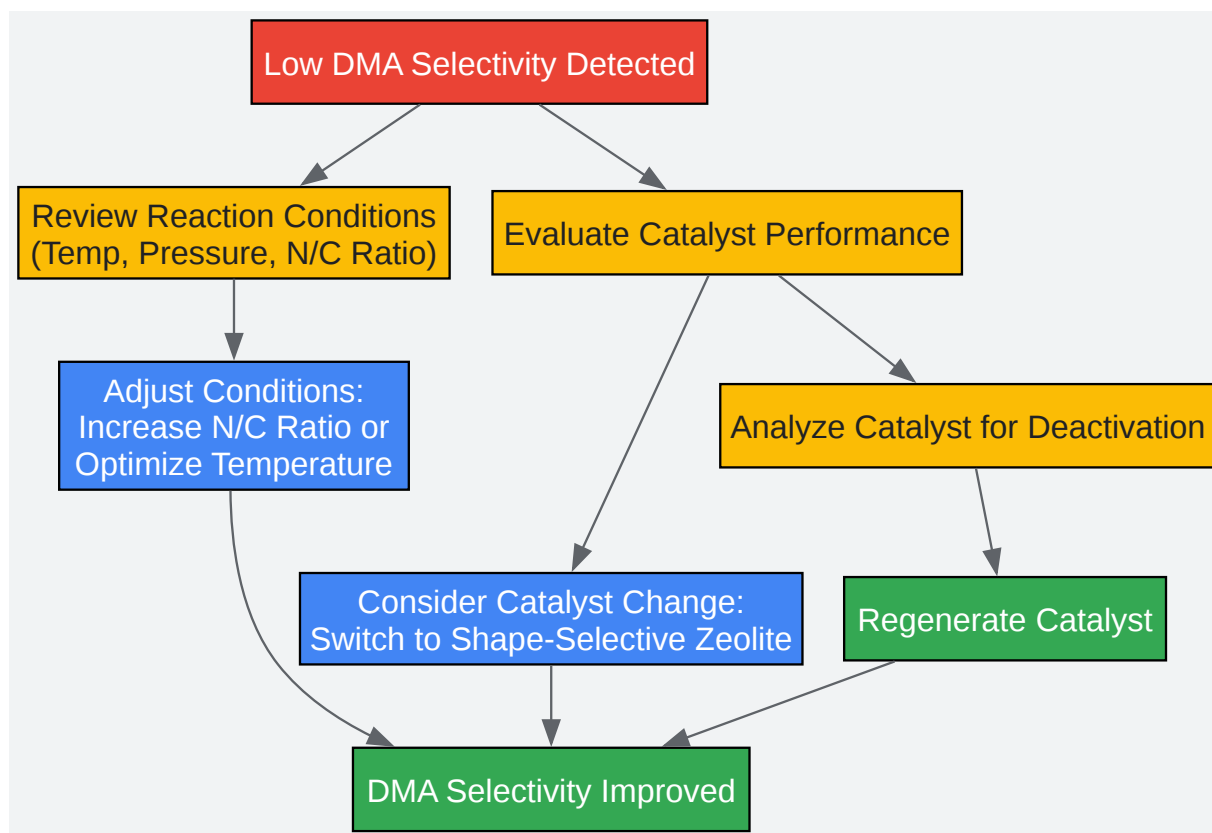 Low DMA Selectivity Detected
Review Reaction Conditions
(Temp, Pressure, N/C Ratio)
Evaluate Catalyst Performance
Adjust Conditions:
Increase N/C Ratio or
Optimize Temperature
Analyze Catalyst for Deactivation
Consider Catalyst Change:
Switch to Shape-Selective Zeolite
Regenerate Catalyst
DMA Selectivity Improved